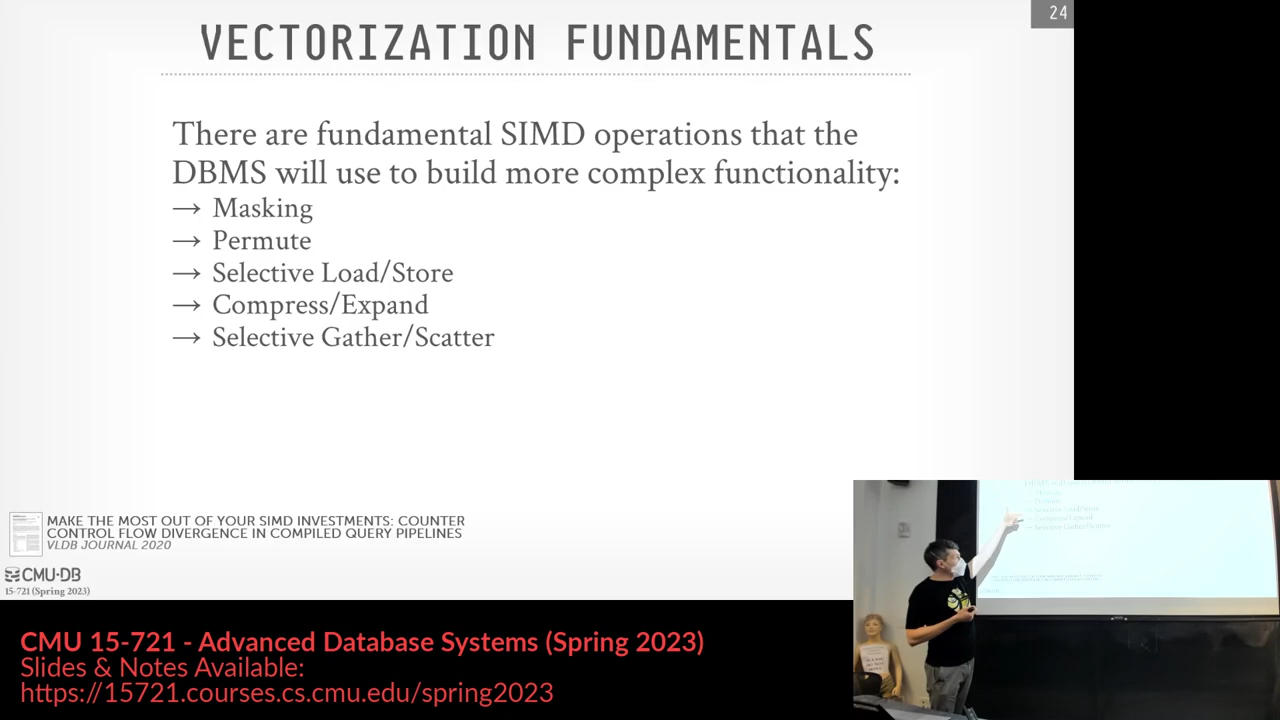 24
VECTORIZATION FUNDAMENTALS
There are fundamental SIMD operations that the
DBMS will use to build more complex functionality:
→ Masking
→ Permute
→ Selective Load/Store
→ Compress/Expand
→ Selective Gather/Scatter
MAKE THE MOST OUT OF YOUR SIMD INVESTMENTS: COUNTER
CONTROL FLOW DIVERGENCE IN COMPILED QUERY PIPELINES
VLDB JOURNAL 2020
CMU·DB
15-721 (Spring 2023)
CMU 15-721 - Advanced Database Systems (Spring 2023)
Slides & Notes Available:
https://15721.courses.cs.cmu.edu/spring2023